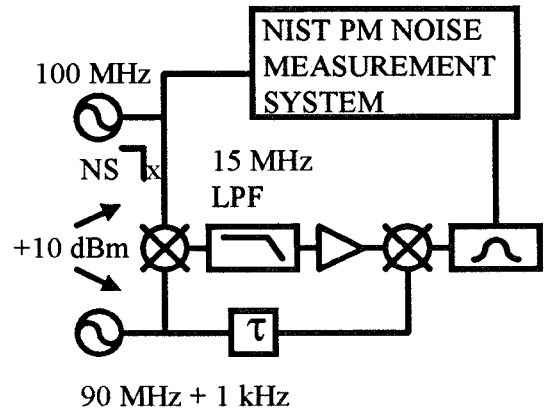 NIST PM NOISE
MEASUREMENT
SYSTEM
100 MHz
NS
x
15 MHz
LPF
+10 dBm
τ
90 MHz + 1 kHz